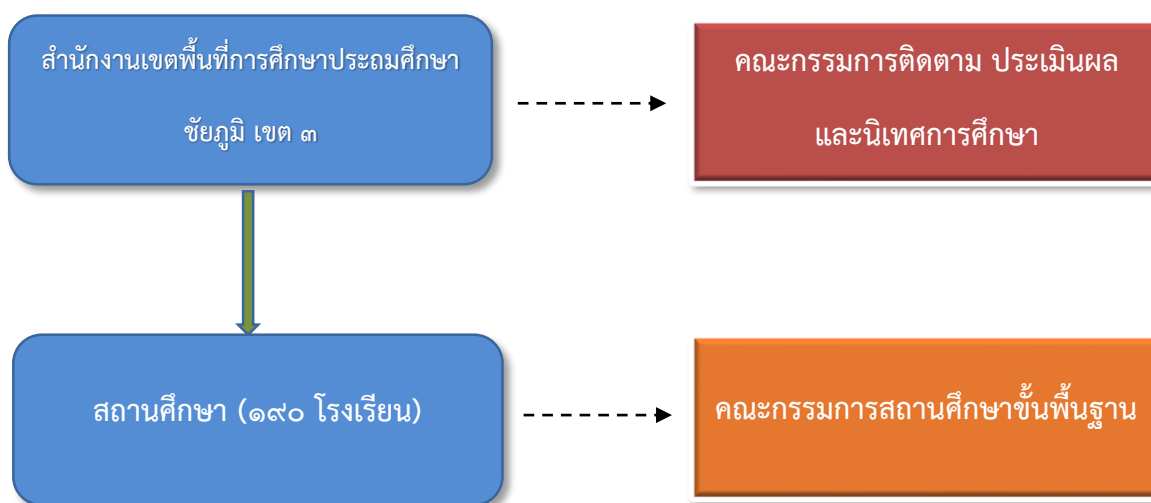 สำนักงานเขตพื้นที่การศึกษาประถมศึกษา
ชัยภูมิ เขต ๓
คณะกรรมการติดตาม ประเมินผล
และนิเทศการศึกษา
สถานศึกษา (๑๙๐ โรงเรียน)
คณะกรรมการสถานศึกษาขั้นพื้นฐาน